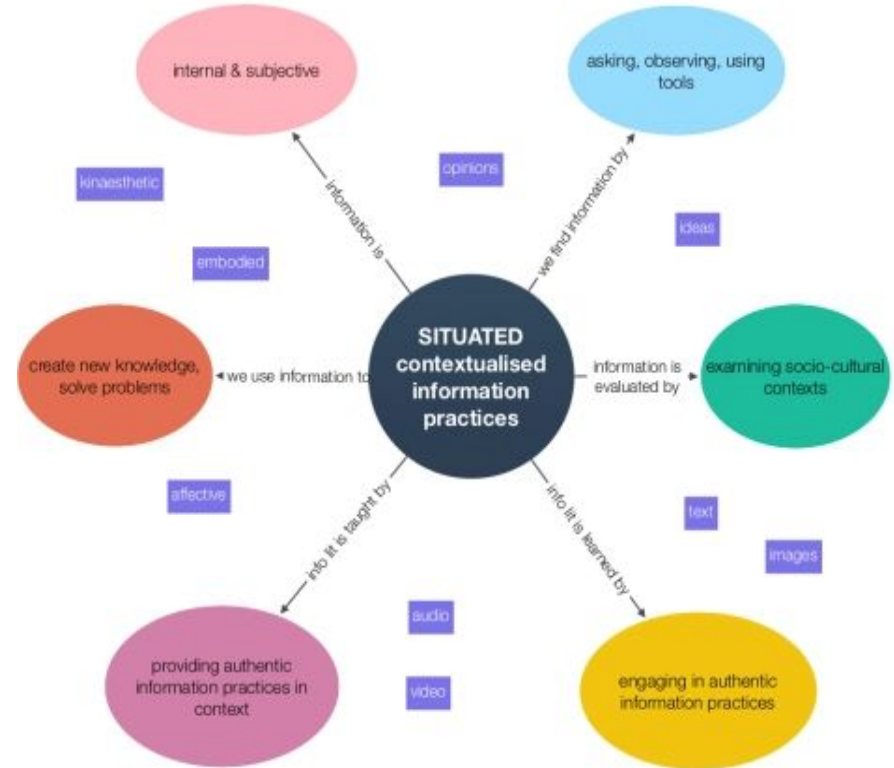 internal & subjective
asking, observing, using
tools
opinions
kinaesthetic
information is
we find information by
ideas
embodied
SITUATED
contextualised
information
practices
create new knowledge,
solve problems
we use information to
information is
evaluated by
examining socio-cultural
contexts
affective
info lit is taught by
info lit is learned by
text
images
audio
providing authentic
information practices in
context
video
engaging in authentic
information practices